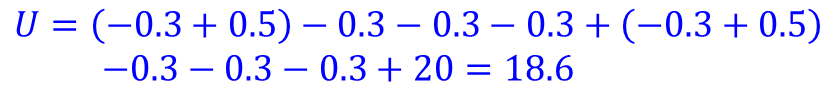 U = (−0.3 + 0.5) − 0.3 − 0.3 − 0.3 + (−0.3 + 0.5)
−0.3 − 0.3 − 0.3 + 20 = 18.6